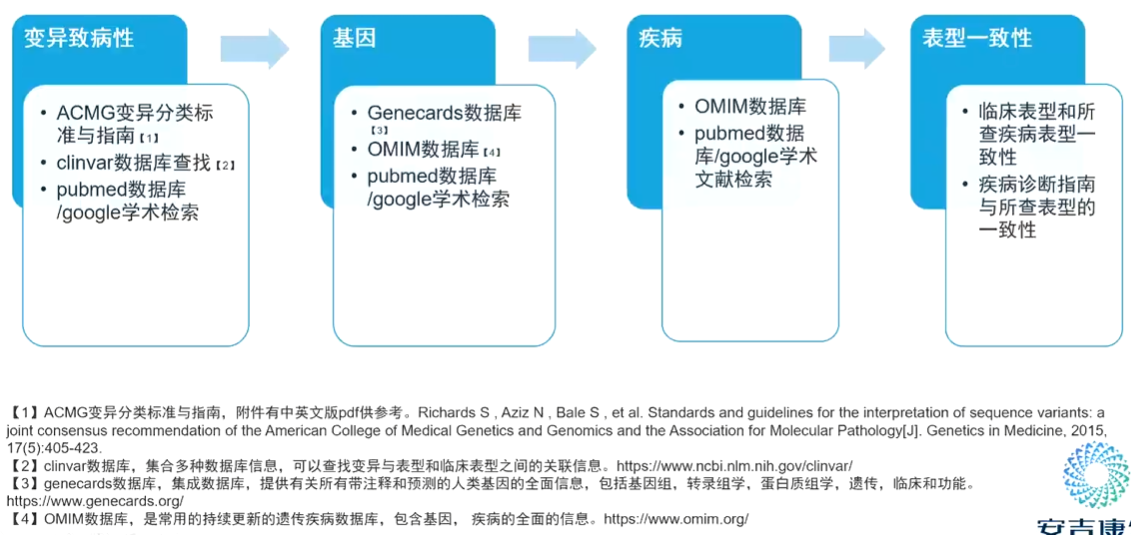 变异致病性
ACMG变异分类标
准与指南【1】
clinvar数据库查找【2】
pubmed数据库
/google学术检索
基因
Genecards数据库
【3】
OMIM数据库【4】
pubmed数据库
/google学术检索
疾病
OMIM数据库
pubmed数据
库/google学术
文献检索
表型一致性
临床表型和所
查疾病表型一
致性
疾病诊断指南
与所查表型的
一致性
【1】ACMG变异分类标准与指南，附件有中英文版pdf供参考。Richards S , Aziz N , Bale S , et al. Standards and guidelines for the interpretation of sequence variants: a
joint consensus recommendation of the American College of Medical Genetics and Genomics and the Association for Molecular Pathology[J]. Genetics in Medicine, 2015,
17(5):405-423.
【2】clinvar数据库，集合多种数据库信息，可以查找变异与表型和临床表型之间的关联信息。https://www.ncbi.nlm.nih.gov/clinvar/
【3】genecards数据库，集成数据库，提供有关所有带注释和预测的人类基因的全面信息，包括基因组，转录组学，蛋白质组学，遗传，临床和功能。
https://www.genecards.org/
【4】OMIM数据库，是常用的持续更新的遗传疾病数据库，包含基因， 疾病的全面的信息。https://www.omim.org/
安吉康